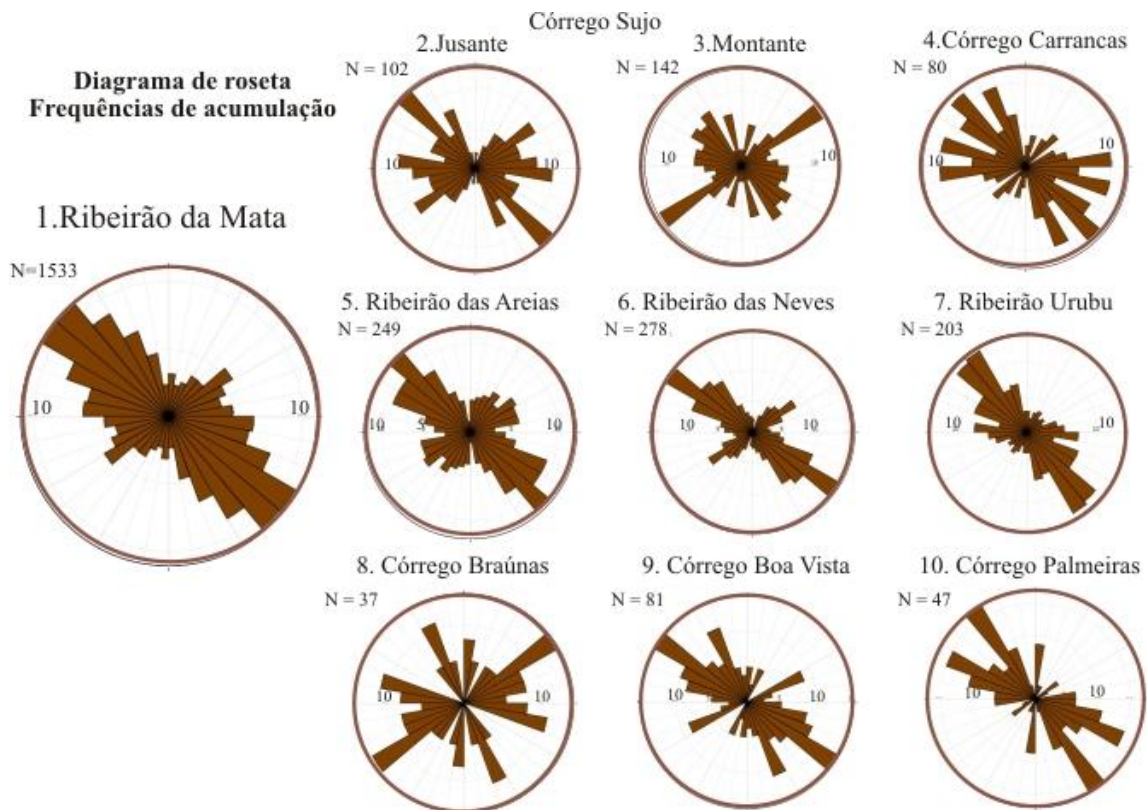 Córrego Sujo
2.Jusante
3.Montante
4.Córrego Carrancas
Diagrama de roseta
Frequências de acumulação
N = 102
N = 142
N = 80
10
10
10
10
10
10
1.Ribeirão da Mata
N=1533
10
10
5. Ribeirão das Areias
6. Ribeirão das Neves
7. Ribeirão Urubu
N = 249
N = 278
N = 203
10
5
10
10
10
10
10
8. Córrego Braúnas
9. Córrego Boa Vista
10. Córrego Palmeiras
N = 37
N = 81
N = 47
10
10
10
10
10
10